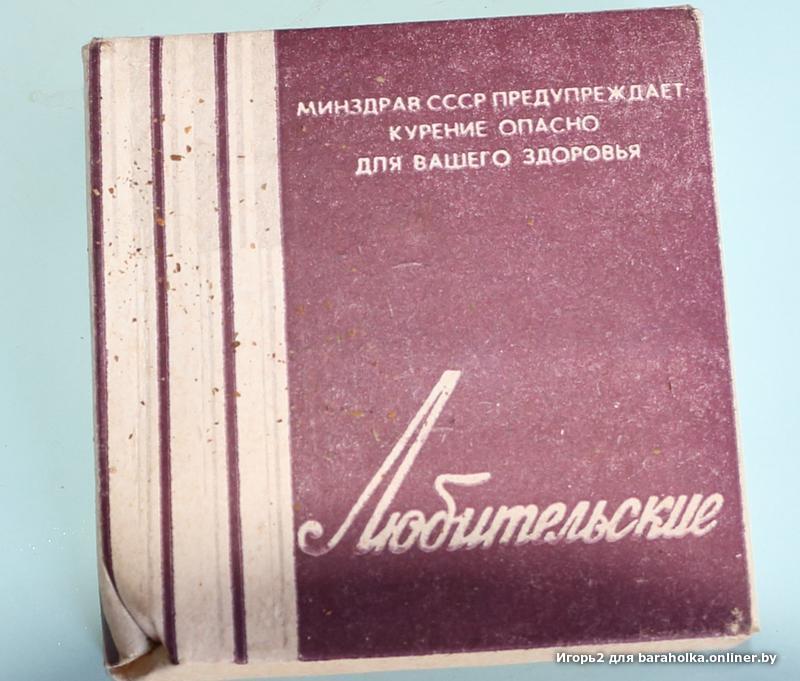 МИНЗДРАВ СССР ПРЕДУПРЕЖДАЕТ:
КУРЕНИЕ ОПАСНО
ДЛЯ ВАШЕГО ЗДОРОВЬЯ
Любительские
Игорь2 для baraholka.onliner.by